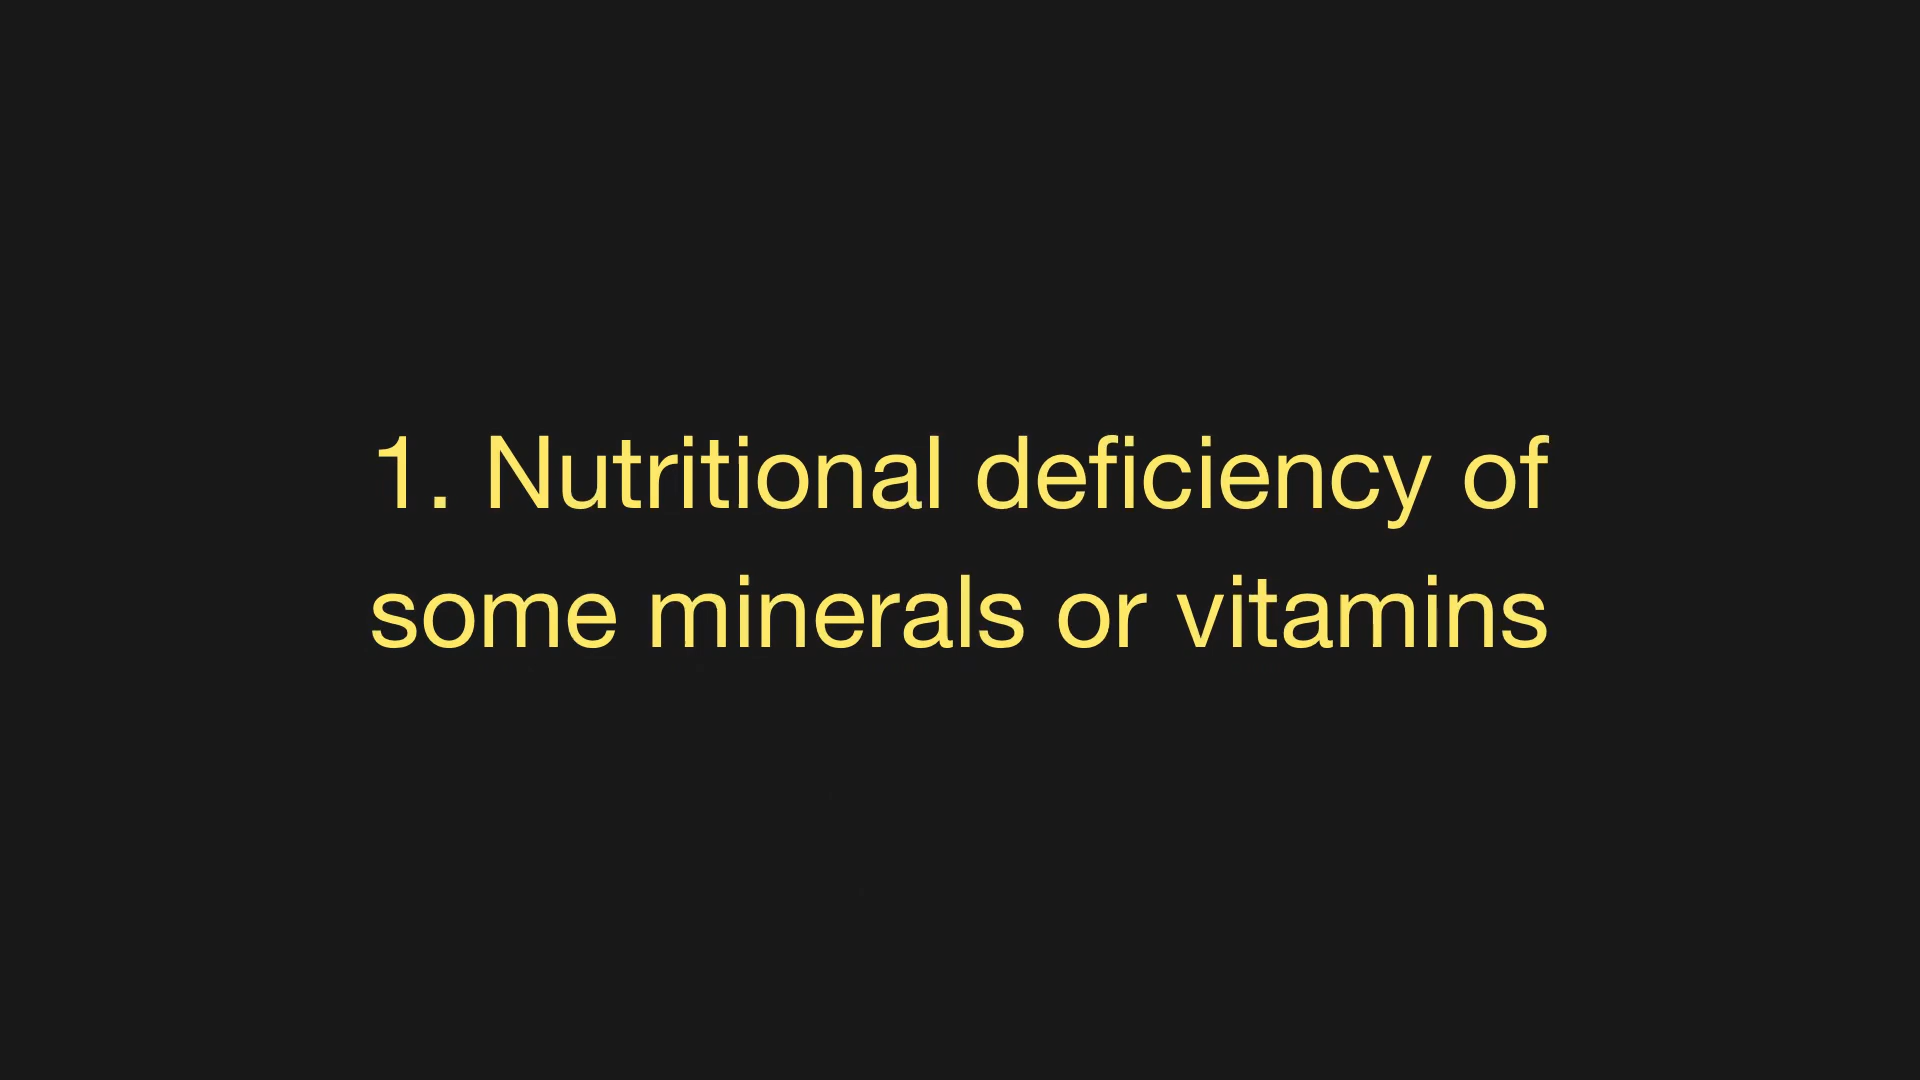 1. Nutritional deficiency of
some minerals or vitamins